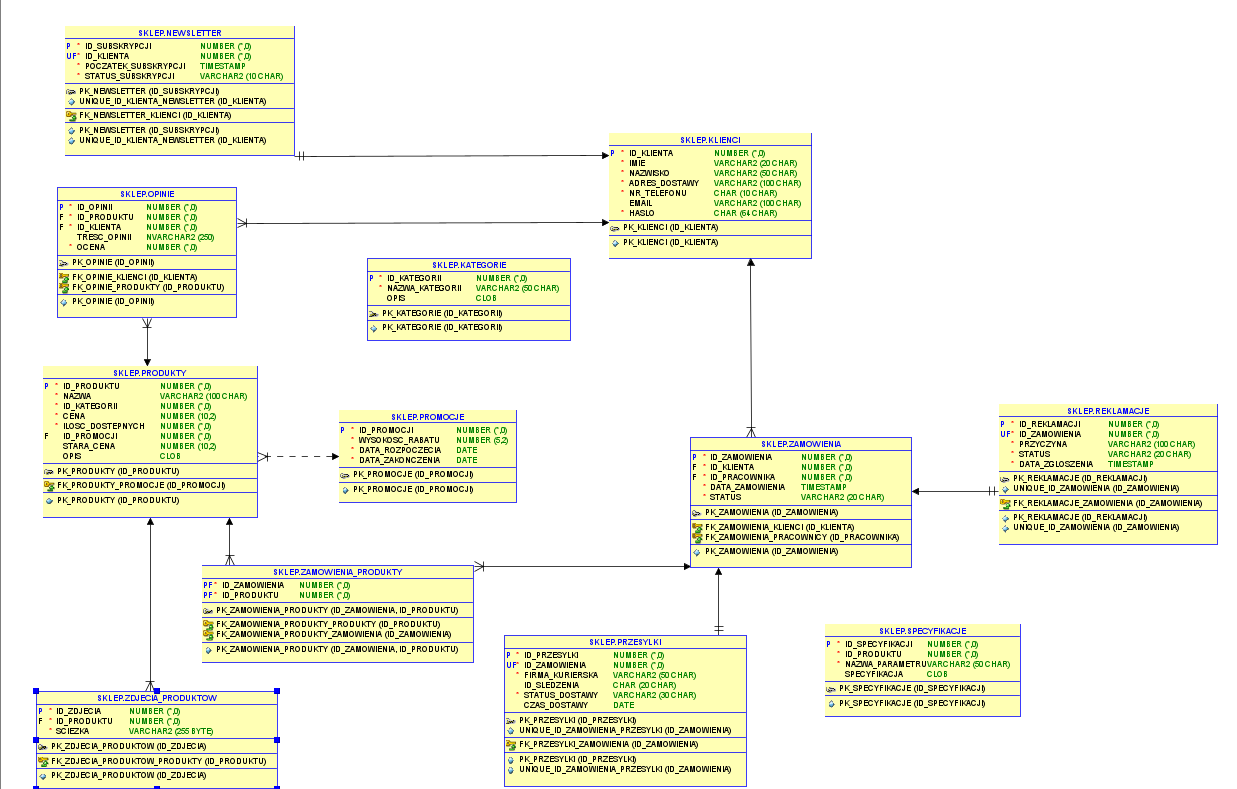 SKLEP.NEWSLETTER
P * ID_SUBSKRYPCJI NUMBER (*,0)
UF* ID_KLIENTA NUMBER (*,0)
* POCZATEK_SUBSKRYPCJI TIMESTAMP
* STATUS_SUBSKRYPCJI VARCHAR2 (10 CHAR)
PK_NEWSLETTER (ID_SUBSKRYPCJI)
UNIQUE_ID_KLIENTA_NEWSLETTER (ID_KLIENTA)
FK_NEWSLETTER_KLIENCI (ID_KLIENTA)
PK_NEWSLETTER (ID_SUBSKRYPCJI)
UNIQUE_ID_KLIENTA_NEWSLETTER (ID_KLIENTA)
SKLEP.KLIENCI
P * ID_KLIENTA NUMBER (*,0)
* IMIE VARCHAR2 (20 CHAR)
* NAZWISKO VARCHAR2 (50 CHAR)
* ADRES_DOSTAWY VARCHAR2 (100 CHAR)
* NR_TELEFONU CHAR (10 CHAR)
EMAIL VARCHAR2 (100 CHAR)
* HASLO CHAR (64 CHAR)
PK_KLIENCI (ID_KLIENTA)
PK_KLIENCI (ID_KLIENTA)
SKLEP.OPINIE
P * ID_OPINII NUMBER (*,0)
F * ID_PRODUKTU NUMBER (*,0)
F * ID_KLIENTA NUMBER (*,0)
TRESC_OPINII NVARCHAR2 (250)
* OCENA NUMBER (*,0)
PK_OPINIE (ID_OPINII)
FK_OPINIE_KLIENCI (ID_KLIENTA)
FK_OPINIE_PRODUKTY (ID_PRODUKTU)
PK_OPINIE (ID_OPINII)
SKLEP.KATEGORIE
P * ID_KATEGORII NUMBER (*,0)
* NAZWA_KATEGORII VARCHAR2 (50 CHAR)
OPIS CLOB
PK_KATEGORIE (ID_KATEGORII)
PK_KATEGORIE (ID_KATEGORII)
SKLEP.PRODUKTY
P * ID_PRODUKTU NUMBER (*,0)
* NAZWA VARCHAR2 (100 CHAR)
* ID_KATEGORII NUMBER (*,0)
* CENA NUMBER (10,2)
* ILOSC_DOSTEPNYCH NUMBER (*,0)
F ID_PROMOCJI NUMBER (*,0)
STARA_CENA NUMBER (10,2)
OPIS CLOB
PK_PRODUKTY (ID_PRODUKTU)
FK_PRODUKTY_PROMOCJE (ID_PROMOCJI)
PK_PRODUKTY (ID_PRODUKTU)
SKLEP.PROMOCJE
P * ID_PROMOCJI NUMBER (*,0)
* WYSOKOSC_RABATU NUMBER (5,2)
* DATA_ROZPOCZECIA DATE
* DATA_ZAKONCZENIA DATE
PK_PROMOCJE (ID_PROMOCJI)
PK_PROMOCJE (ID_PROMOCJI)
SKLEP.ZAMOWIENIA
P * ID_ZAMOWIENIA NUMBER (*,0)
F * ID_KLIENTA NUMBER (*,0)
F * ID_PRACOWNIKA NUMBER (*,0)
* DATA_ZAMOWIENIA TIMESTAMP
* STATUS VARCHAR2 (20 CHAR)
PK_ZAMOWIENIA (ID_ZAMOWIENIA)
FK_ZAMOWIENIA_KLIENCI (ID_KLIENTA)
FK_ZAMOWIENIA_PRACOWNICY (ID_PRACOWNIKA)
PK_ZAMOWIENIA (ID_ZAMOWIENIA)
SKLEP.REKLAMACJE
P * ID_REKLAMACJI NUMBER (*,0)
UF* ID_ZAMOWIENIA NUMBER (*,0)
* PRZYCZYNA VARCHAR2 (100 CHAR)
* STATUS VARCHAR2 (20 CHAR)
* DATA_ZGLOSZENIA TIMESTAMP
PK_REKLAMACJE (ID_REKLAMACJI)
UNIQUE_ID_ZAMOWIENIA (ID_ZAMOWIENIA)
FK_REKLAMACJE_ZAMOWIENIA (ID_ZAMOWIENIA)
PK_REKLAMACJE (ID_REKLAMACJI)
UNIQUE_ID_ZAMOWIENIA (ID_ZAMOWIENIA)
SKLEP.ZAMOWIENIA_PRODUKTY
PF* ID_ZAMOWIENIA NUMBER (*,0)
PF* ID_PRODUKTU NUMBER (*,0)
PK_ZAMOWIENIA_PRODUKTY (ID_ZAMOWIENIA, ID_PRODUKTU)
FK_ZAMOWIENIA_PRODUKTY_PRODUKTY (ID_PRODUKTU)
FK_ZAMOWIENIA_PRODUKTY_ZAMOWIENIA (ID_ZAMOWIENIA)
PK_ZAMOWIENIA_PRODUKTY (ID_ZAMOWIENIA, ID_PRODUKTU)
SKLEP.PRZESYLKI
P * ID_PRZESYLKI NUMBER (*,0)
UF* ID_ZAMOWIENIA NUMBER (*,0)
* FIRMA_KURIERSKA VARCHAR2 (50 CHAR)
ID_SLEDZENIA CHAR (20 CHAR)
* STATUS_DOSTAWY VARCHAR2 (30 CHAR)
CZAS_DOSTAWY DATE
PK_PRZESYLKI (ID_PRZESYLKI)
UNIQUE_ID_ZAMOWIENIA_PRZESYLKI (ID_ZAMOWIENIA)
FK_PRZESYLKI_ZAMOWIENIA (ID_ZAMOWIENIA)
PK_PRZESYLKI (ID_PRZESYLKI)
UNIQUE_ID_ZAMOWIENIA_PRZESYLKI (ID_ZAMOWIENIA)
SKLEP.SPECYFIKACJE
P * ID_SPECYFIKACJI NUMBER (*,0)
* ID_PRODUKTU NUMBER (*,0)
* NAZWA_PARAMETRU VARCHAR2 (50 CHAR)
SPECYFIKACJA CLOB
PK_SPECYFIKACJE (ID_SPECYFIKACJI)
PK_SPECYFIKACJE (ID_SPECYFIKACJI)
SKLEP.ZDJECIA_PRODUKTOW
P * ID_ZDJECIA NUMBER (*,0)
F * ID_PRODUKTU NUMBER (*,0)
* SCIEZKA VARCHAR2 (255 BYTE)
PK_ZDJECIA_PRODUKTOW (ID_ZDJECIA)
FK_ZDJECIA_PRODUKTOW_PRODUKTY (ID_PRODUKTU)
PK_ZDJECIA_PRODUKTOW (ID_ZDJECIA)